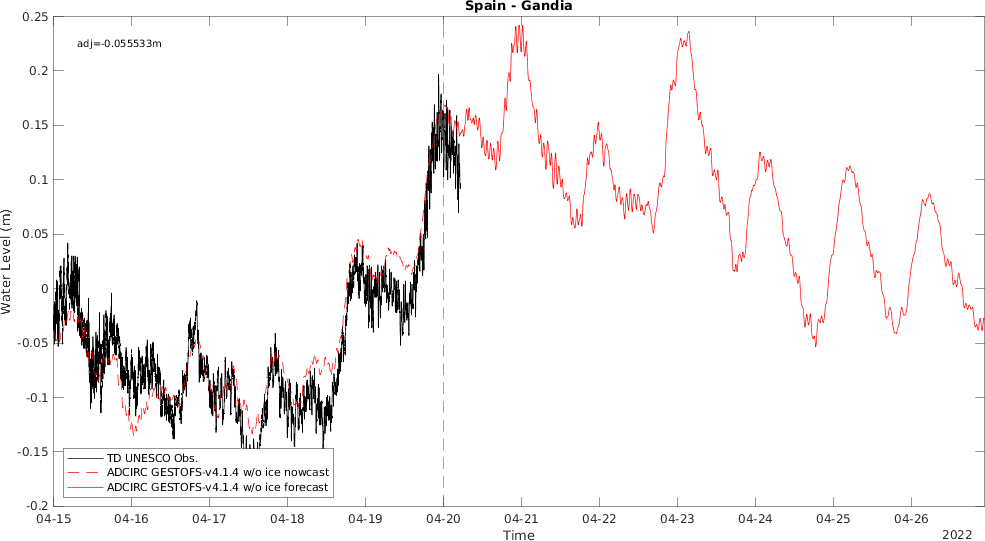 Spain - Gandia
adj=-0.055533m
0.25
0.2
0.15
0.1
0.05
0
-0.05
-0.1
-0.15
-0.2
Water Level (m)
TD UNESCO Obs.
ADCIRC GESTOFS-v4.1.4 w/o ice nowcast
ADCIRC GESTOFS-v4.1.4 w/o ice forecast
04-15 04-16 04-17 04-18 04-19 04-20 04-21 04-22 04-23 04-24 04-25 04-26
Time
2022